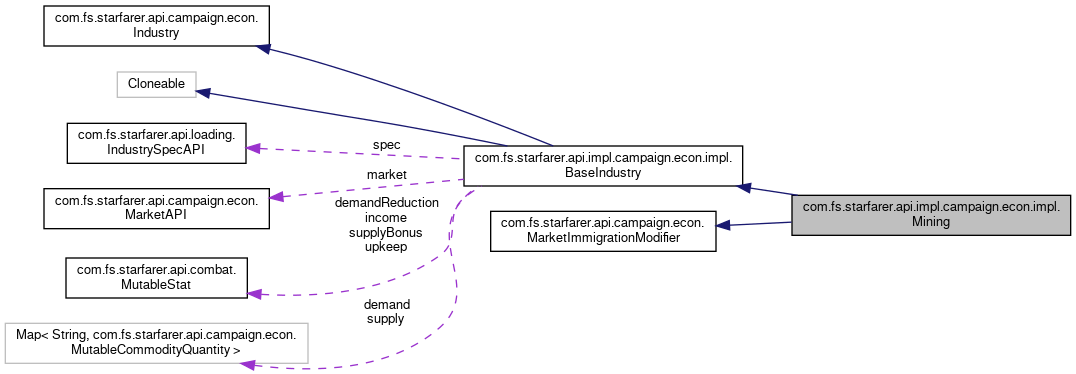 com.fs.starfarer.api.campaign.econ.
Industry
Cloneable
com.fs.starfarer.api.loading.
IndustrySpecAPI
spec
com.fs.starfarer.api.impl.campaign.econ.impl.
BaseIndustry
market
com.fs.starfarer.api.campaign.econ.
MarketAPI
demandReduction
income
supplyBonus
upkeep
com.fs.starfarer.api.campaign.econ.
MarketImmigrationModifier
com.fs.starfarer.api.impl.campaign.econ.impl.
Mining
com.fs.starfarer.api.combat.
MutableStat
demand
supply
Map< String, com.fs.starfarer.api.campaign.econ.
MutableCommodityQuantity >